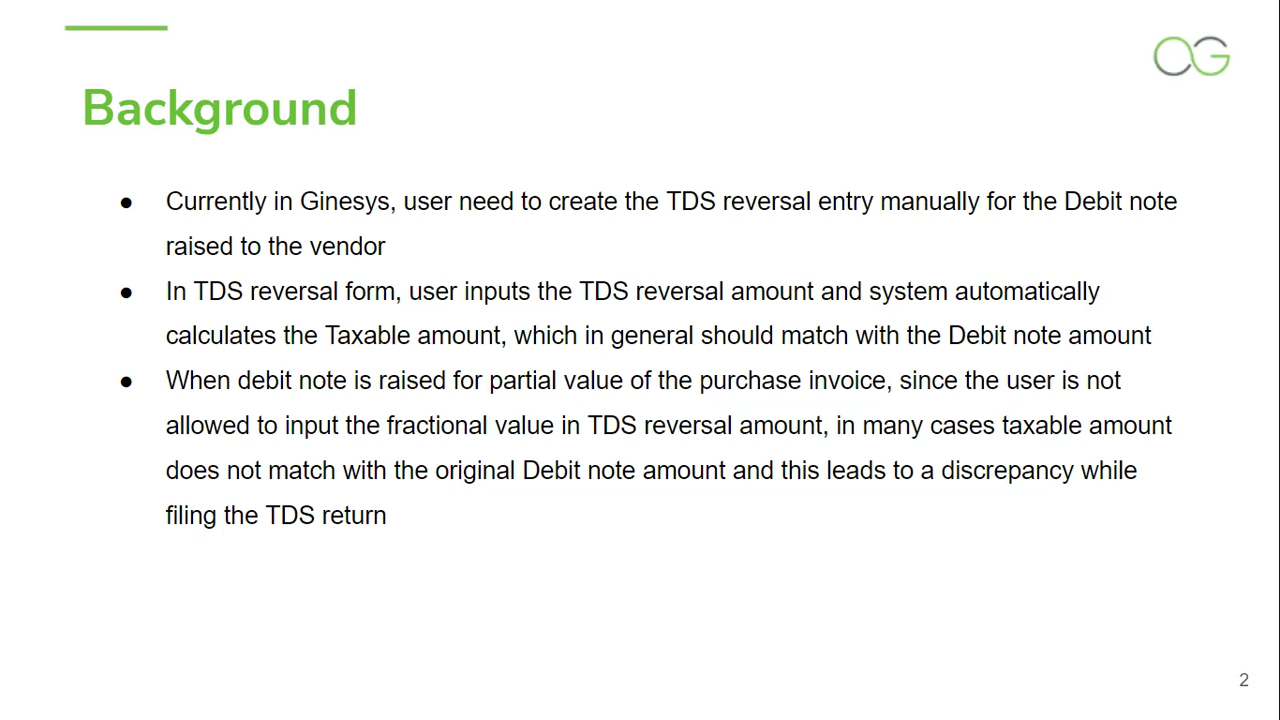 Background
● Currently in Ginesys, user need to create the TDS reversal entry manually for the Debit note
raised to the vendor
● In TDS reversal form, user inputs the TDS reversal amount and system automatically
calculates the Taxable amount, which in general should match with the Debit note amount
● When debit note is raised for partial value of the purchase invoice, since the user is not
allowed to input the fractional value in TDS reversal amount, in many cases taxable amount
does not match with the original Debit note amount and this leads to a discrepancy while
filing the TDS return
2